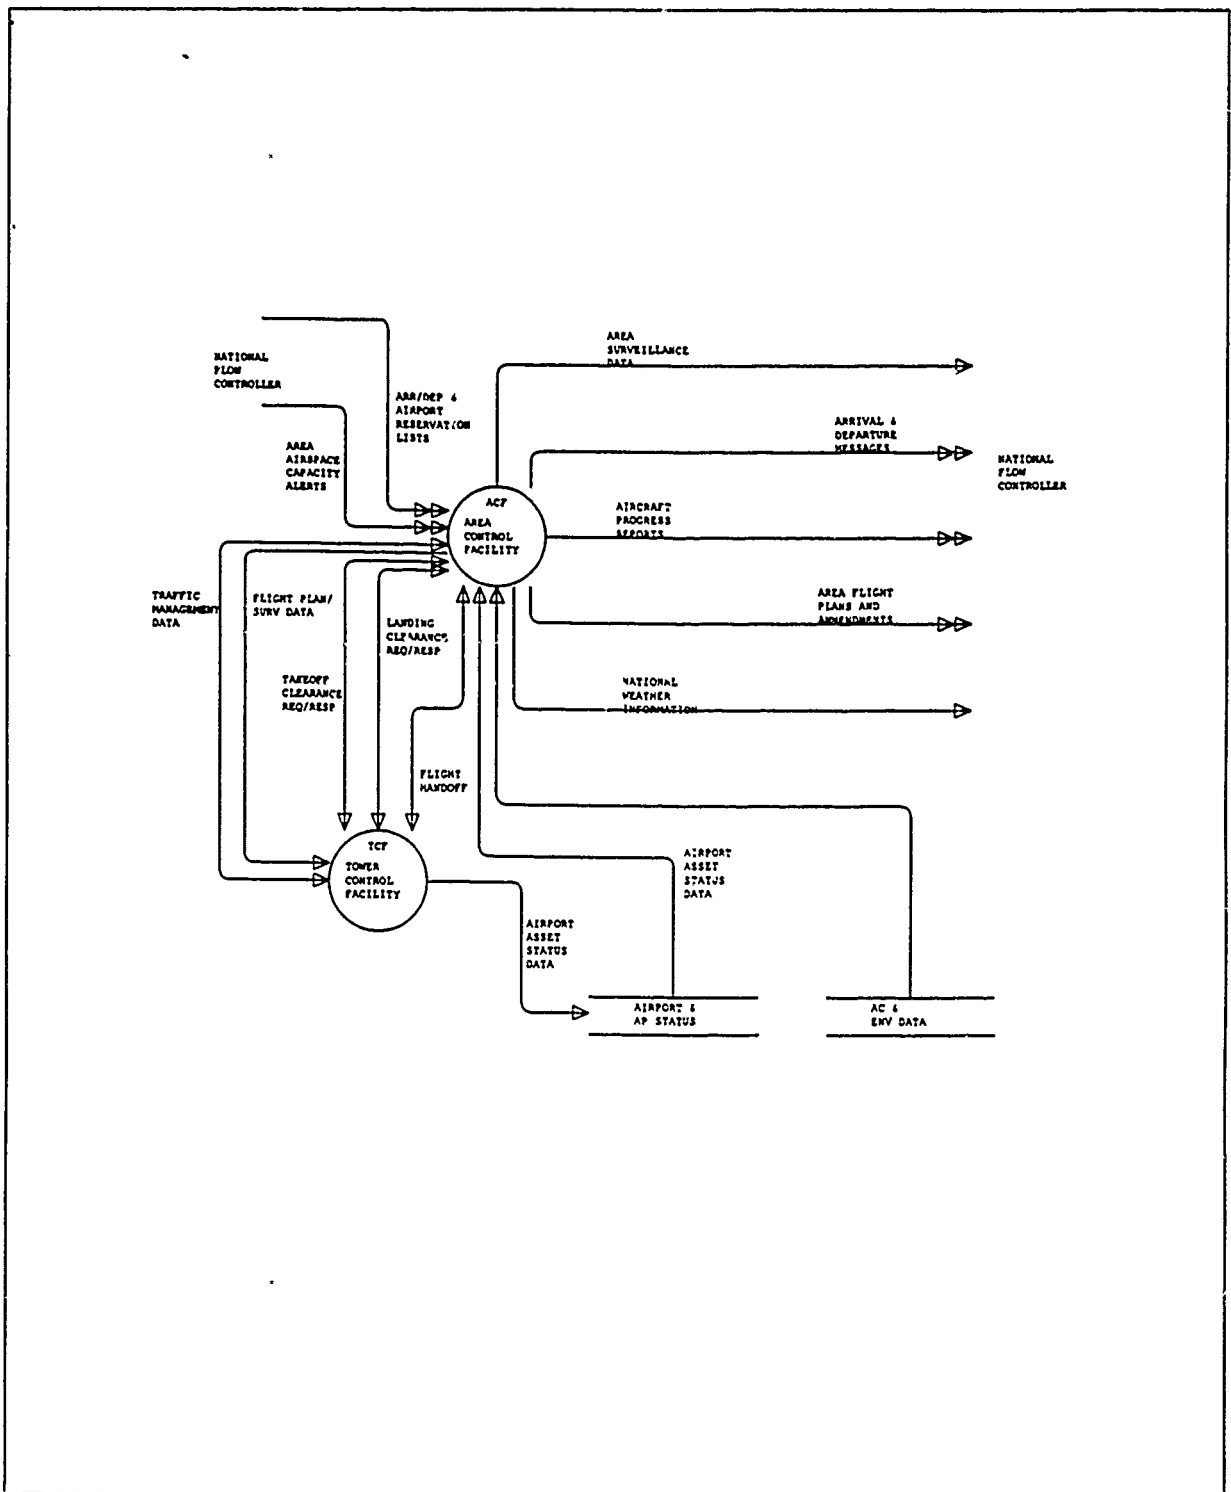 AREA
SURVEILLANCE
DATA
NATIONAL
FLOW
CONTROLLER
ARR/DEP &
AIRPORT
RESERVATION
LISTS
ARRIVAL &
DEPARTURE
MESSAGES
AREA
AIRSPACE
CAPACITY
ALERTS
NATIONAL
FLOW
CONTROLLER
ACF
AREA
CONTROL
FACILITY
AIRCRAFT
PROGRESS
REPORTS
TRAFFIC
MANAGEMENT
DATA
FLIGHT PLAN/
SURV DATA
LANDING
CLEARANCE
REQ/RESP
AREA FLIGHT
PLANS AND
AMMENDMENTS
TAKEOFF
CLEARANCE
REQ/RESP
NATIONAL
WEATHER
INFORMATION
FLIGHT
HANDOFF
TCF
TOWER
CONTROL
FACILITY
AIRPORT
ASSET
STATUS
DATA
AIRPORT
ASSET
STATUS
DATA
AIRPORT &
AP STATUS
AC &
ENV DATA